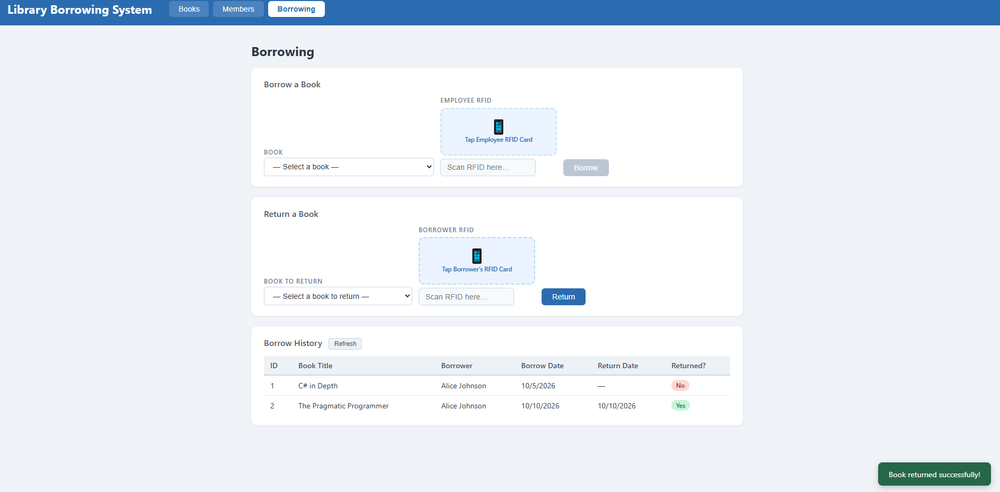 Library Borrowing System Books Members Borrowing
Borrowing
Borrow a Book
EMPLOYEE RFID
Tap Employee RFID Card
BOOK
— Select a book — Scan RFID here... Borrow
Return a Book
BORROWER RFID
Tap Borrower's RFID Card
BOOK TO RETURN
— Select a book to return — Scan RFID here... Return
Borrow History Refresh
ID Book Title Borrower Borrow Date Return Date Returned?
1 C# in Depth Alice Johnson 10/5/2026 — No
2 The Pragmatic Programmer Alice Johnson 10/10/2026 10/10/2026 Yes
Book returned successfully!